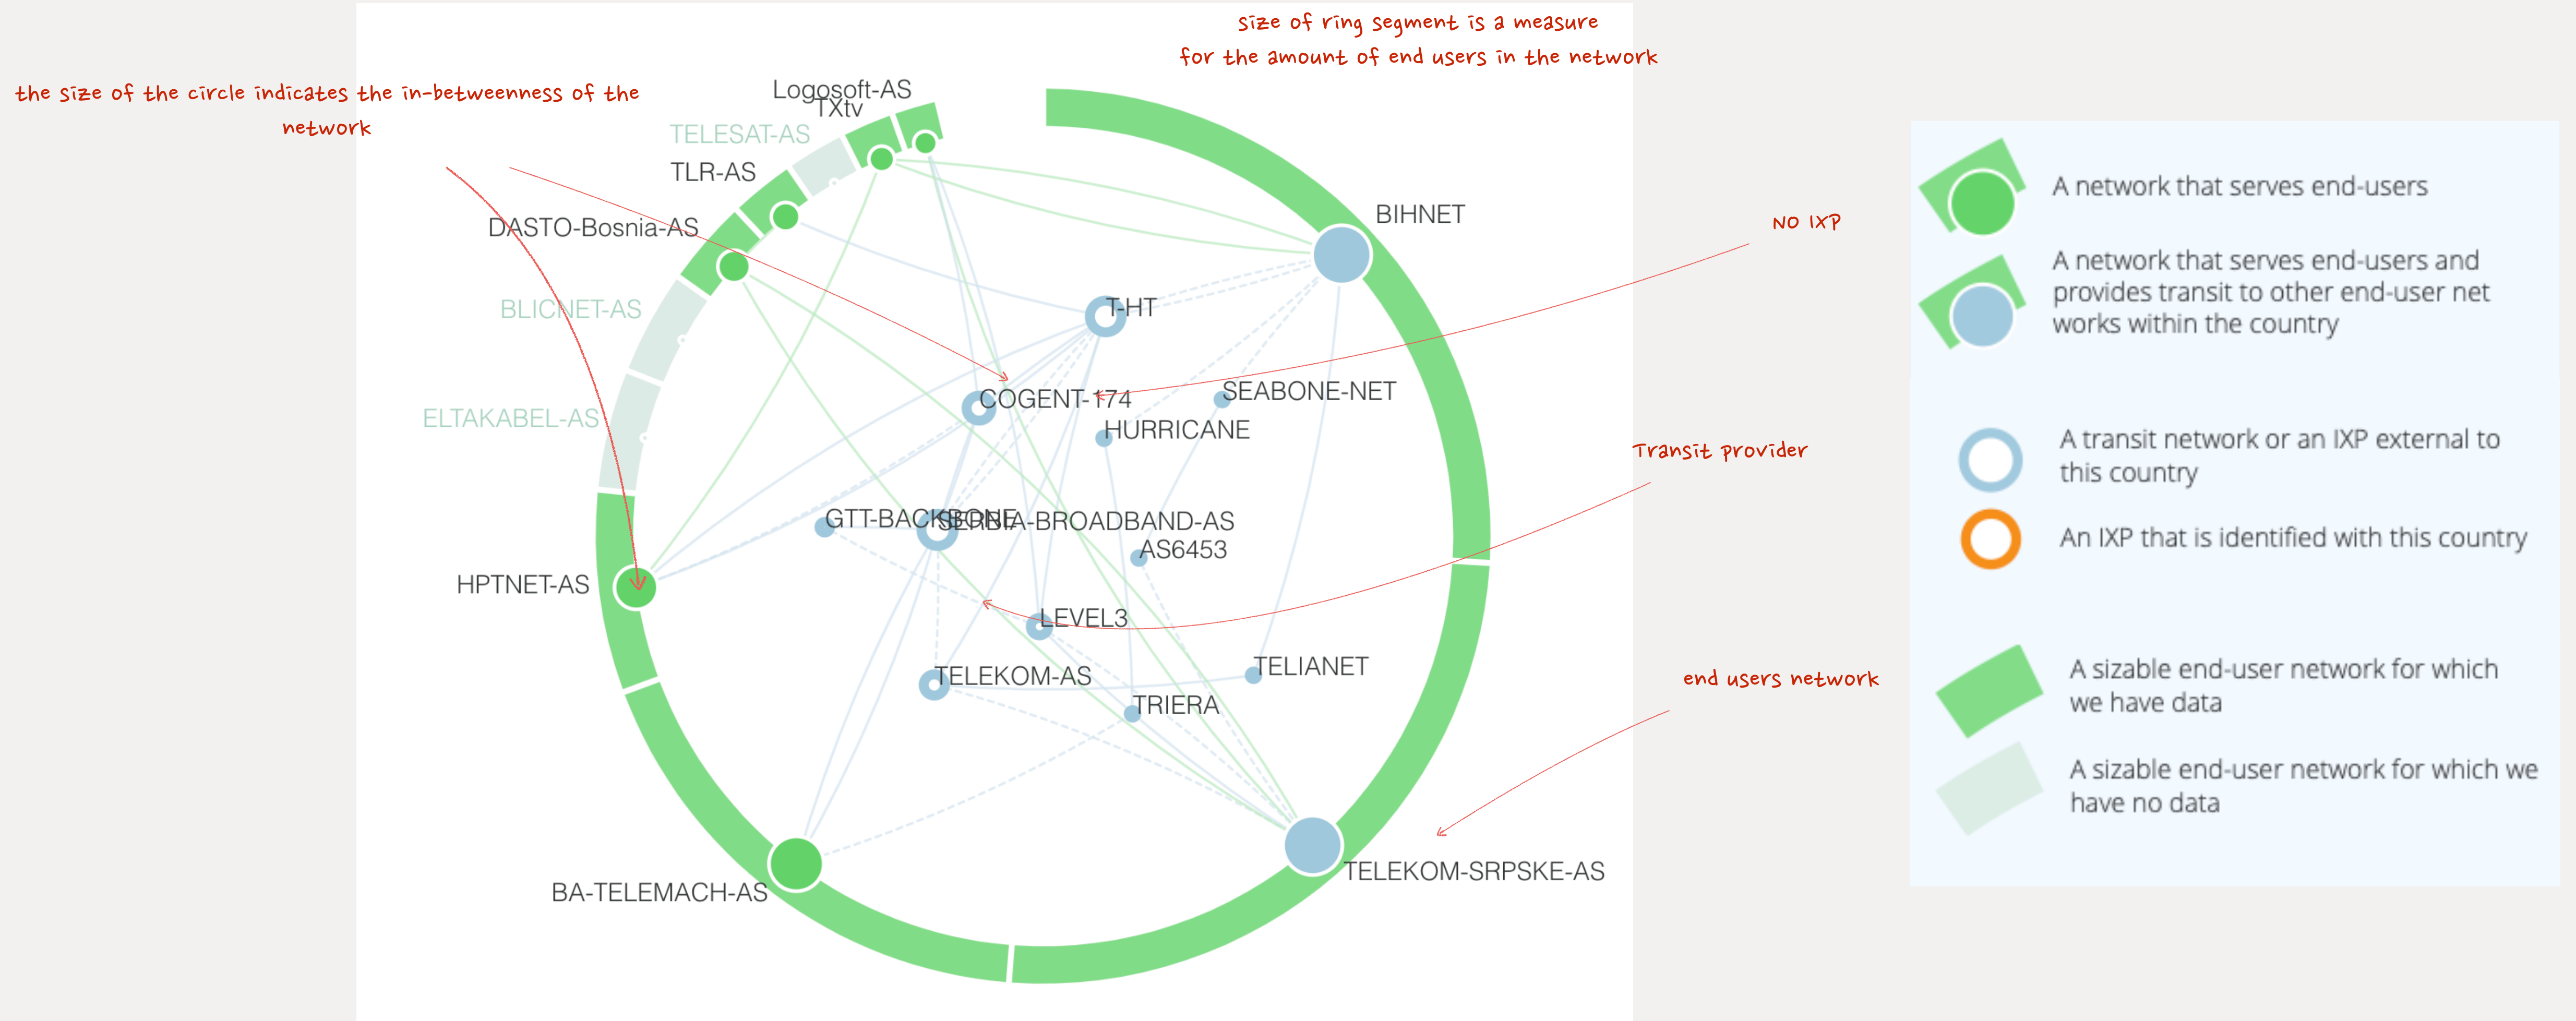 size of ring segment is a measure
for the amount of end users in the network
the size of the circle indicates the in-betweenness of the
network
Logosoft-AS
TXtv
TELESAT-AS
TLR-AS
DASTO-Bosnia-AS
BLICNET-AS
ELTAKABEL-AS
HPTNET-AS
BA-TELEMACH-AS
BIHNET
T-HT
COGENT-174
SEABONE-NET
HURRICANE
GTT-BACKBONE
SERBIA-BROADBAND-AS
AS6453
LEVEL3
TELEKOM-AS
TELIANET
TRIERA
TELEKOM-SRPSKE-AS
NO IXP
Transit provider
end users network
A network that serves end-users
A network that serves end-users and
provides transit to other end-user net
works within the country
A transit network or an IXP external to
this country
An IXP that is identified with this country
A sizable end-user network for which
we have data
A sizable end-user network for which we
have no data